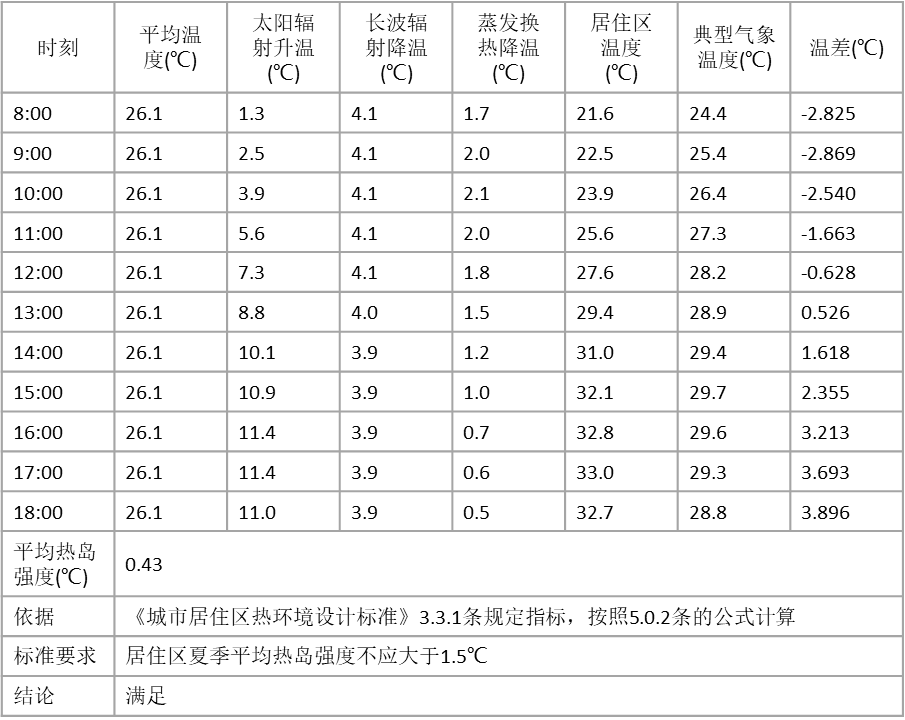 时刻 平均温度(℃) 太阳辐射升温(℃) 长波辐射降温(℃) 蒸发换热降温(℃) 居住区温度(℃) 典型气象温度(℃) 温差(℃)
8:00 26.1 1.3 4.1 1.7 21.6 24.4 -2.825
9:00 26.1 2.5 4.1 2.0 22.5 25.4 -2.869
10:00 26.1 3.9 4.1 2.1 23.9 26.4 -2.540
11:00 26.1 5.6 4.1 2.0 25.6 27.3 -1.663
12:00 26.1 7.3 4.1 1.8 27.6 28.2 -0.628
13:00 26.1 8.8 4.0 1.5 29.4 28.9 0.526
14:00 26.1 10.1 3.9 1.2 31.0 29.4 1.618
15:00 26.1 10.9 3.9 1.0 32.1 29.7 2.355
16:00 26.1 11.4 3.9 0.7 32.8 29.6 3.213
17:00 26.1 11.4 3.9 0.6 33.0 29.3 3.693
18:00 26.1 11.0 3.9 0.5 32.7 28.8 3.896
平均热岛强度(℃) 0.43
依据 《城市居住区热环境设计标准》3.3.1条规定指标，按照5.0.2条的公式计算
标准要求 居住区夏季平均热岛强度不应大于1.5℃
结论 满足